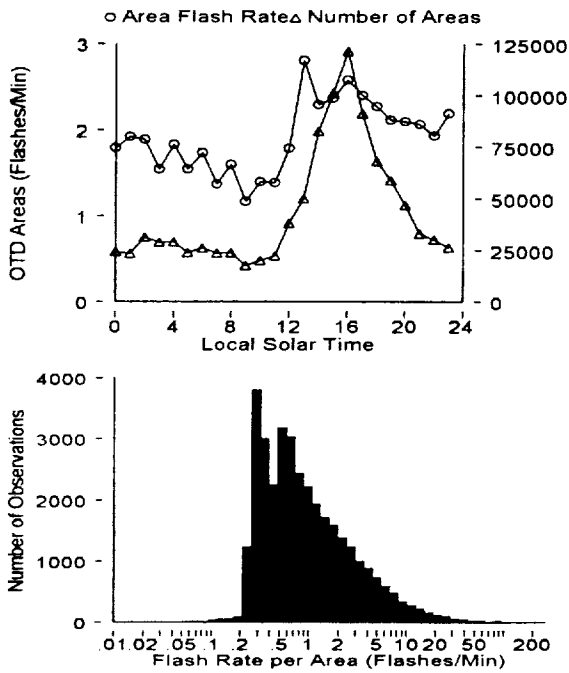 ○ Area Flash Rate △ Number of Areas
3
2
1
0
OTD Areas (Flashes/Min)
125000
100000
75000
50000
25000
0
0 4 8 12 16 20 24
Local Solar Time
4000
3000
2000
1000
0
Number of Observations
.01 .02 .05 .1 .2 .5 1 2 5 10 20 50 200
Flash Rate per Area (Flashes/Min)